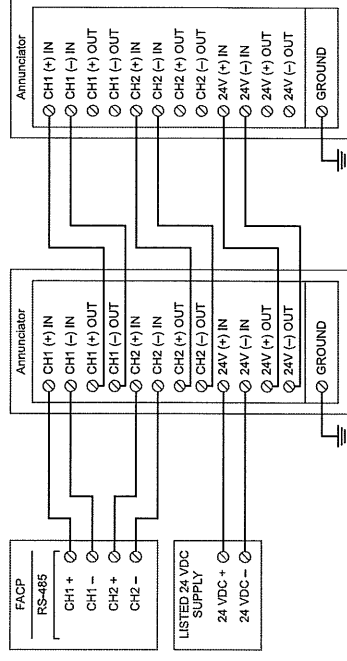 FACP
RS-485
CH1 +
CH1 –
CH2 +
CH2 –
LISTED 24 VDC
SUPPLY
24 VDC +
24 VDC –
Annunciator
CH1 (+) IN
CH1 (–) IN
CH1 (+) OUT
CH1 (–) OUT
CH2 (+) IN
CH2 (–) IN
CH2 (+) OUT
CH2 (–) OUT
24V (+) IN
24V (–) IN
24V (+) OUT
24V (–) OUT
GROUND
Annunciator
CH1 (+) IN
CH1 (–) IN
CH1 (+) OUT
CH1 (–) OUT
CH2 (+) IN
CH2 (–) IN
CH2 (+) OUT
CH2 (–) OUT
24V (+) IN
24V (–) IN
24V (+) OUT
24V (–) OUT
GROUND